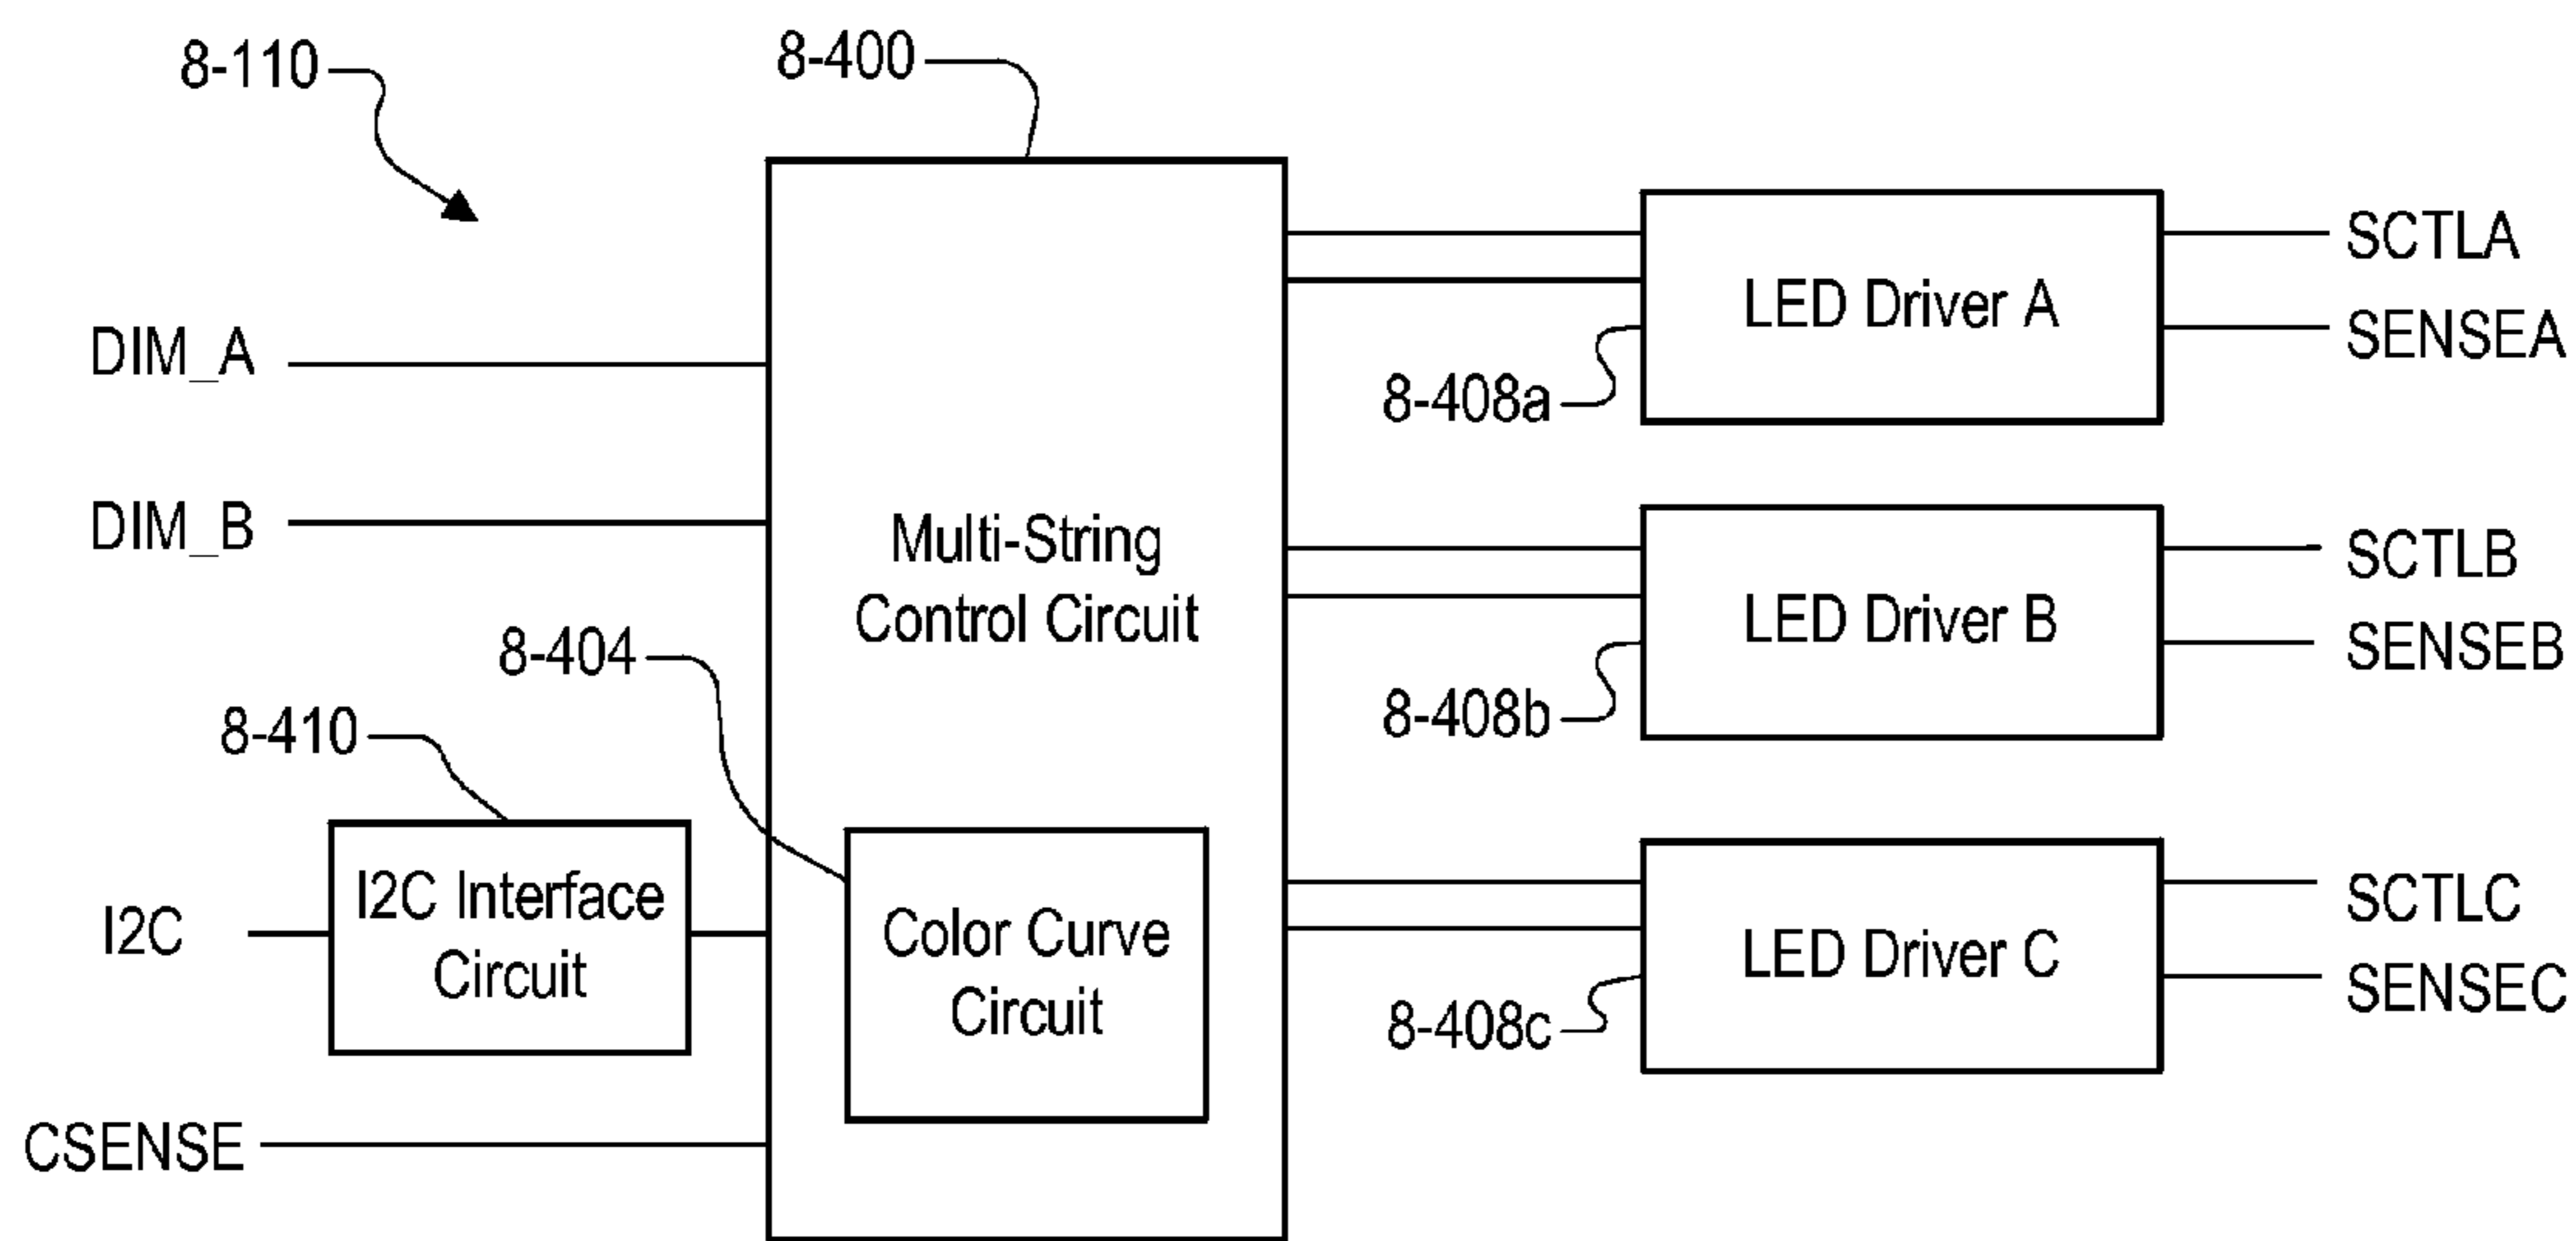 8-110
8-400
DIM_A
DIM_B
8-404
8-410
I2C
I2C Interface
Circuit
CSENSE
Multi-String
Control Circuit
Color Curve
Circuit
LED Driver A
8-408a
SCTLA
SENSEA
LED Driver B
8-408b
SCTLB
SENSEB
LED Driver C
8-408c
SCTLC
SENSEC